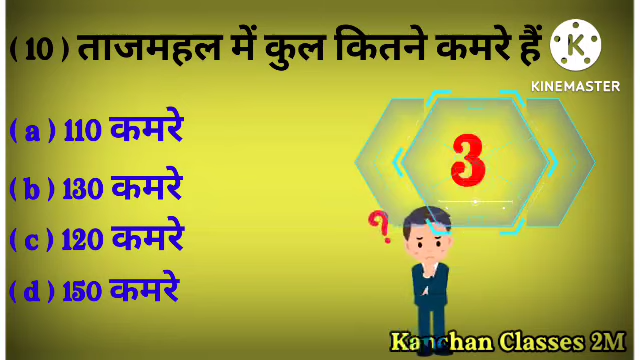 ( 10 ) ताजमहल में कुल कितने कमरे हैं
KINEMASTER
( a ) 110 कमरे
( b ) 130 कमरे
( c ) 120 कमरे
( d ) 150 कमरे
3
?
Kanchan Classes 2M